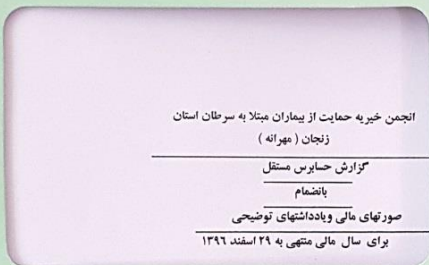 انجمن خیریه حمایت از بیماران مبتلا به سرطان استان
زنجان ( مهرانه )
گزارش حسابرس مستقل
بانضمام
صورتهای مالی ویادداشتهای توضیحی
برای سال مالی منتهی به ۲۹ اسفند ۱۳۹٦